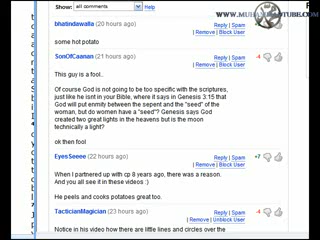 Show: all comments Help
bhatindawalla (20 hours ago) Reply | Spam
| Remove | Block User
some hot potato
SonOfCaanan (21 hours ago) -4 Reply | Spam
| Remove | Block User
This guy is a fool..
Of course God is not going to be too specific with the scriptures,
just like he isnt in your Bible, where it says in Genesis 3:15 that
God will put enmity between the sepent and the "seed" of the
woman, but do women have a "seed"? Genesis says God
created two great lights in the heavens but is the moon
technically a light?
ok then fool
EyesSeeee (22 hours ago) +7 Reply | Spam
| Remove | Block User
When I partnered up with cp 8 years ago, there was a reason.
And you all see it in these videos :)
He peels and cooks potatoes great too.
TacticianMagician (23 hours ago) -4 Reply | Spam
| Remove | Unblock User
Notice in his video how there are little lines and circles over the